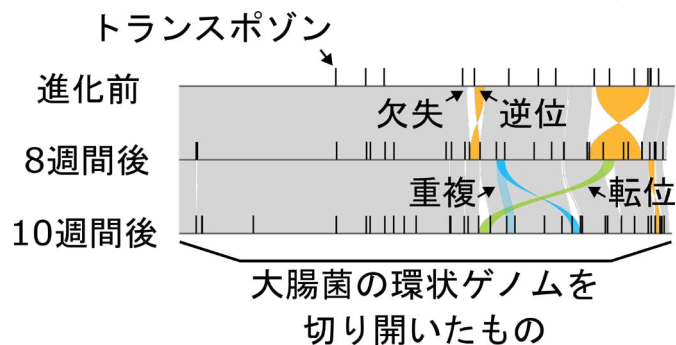 トランスポゾン
進化前
欠失
逆位
8週間後
重複
転位
10週間後
大腸菌の環状ゲノムを
切り開いたもの